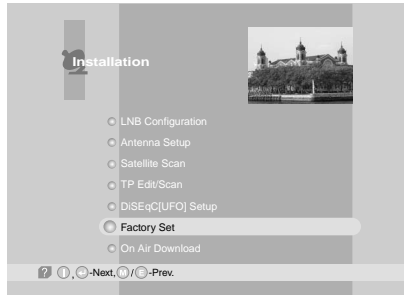 Installation
LNB Configuration
Antenna Setup
Satellite Scan
TP Edit/Scan
DiSEqC[UFO] Setup
Factory Set
On Air Download
? i , -Next, M / E -Prev.